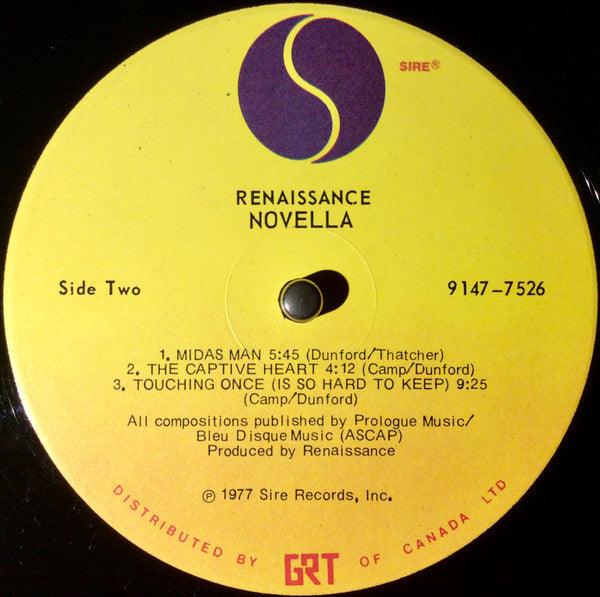 SIRE®
RENAISSANCE
NOVELLA
Side Two
9147-7526
1. MIDAS MAN 5:45 (Dunford/Thatcher)
2. THE CAPTIVE HEART 4:12 (Camp/Dunford)
3. TOUCHING ONCE (IS SO HARD TO KEEP) 9:25
(Camp/Dunford)
All compositions published by Prologue Music/
Bleu Disque Music (ASCAP)
Produced by Renaissance
℗ 1977 Sire Records, Inc.
DISTRIBUTED BY GRT OF CANADA LTD